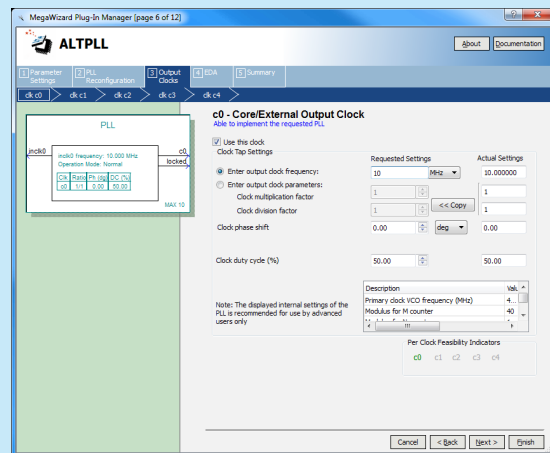 MegaWizard Plug-In Manager [page 6 of 12]
ALTPLL
About
Documentation
1 Parameter Settings
2 PLL Reconfiguration
3 Output Clocks
4 EDA
5 Summary
clk c0
clk c1
clk c2
clk c3
clk c4
PLL
inclk0
c0
locked
inclk0 frequency: 10.000 MHz
Operation Mode: Normal
Clk Ratio Ph (dg) DC (%)
c0 1/1 0.00 50.00
MAX 10
c0 - Core/External Output Clock
Able to implement the requested PLL
Use this clock
Clock Tap Settings
Requested Settings
Actual Settings
Enter output clock frequency:
10
MHz
10.000000
Enter output clock parameters:
Clock multiplication factor
1
1
<< Copy
Clock division factor
1
1
Clock phase shift
0.00
deg
0.00
Clock duty cycle (%)
50.00
50.00
Note: The displayed internal settings of the
PLL is recommended for use by advanced
users only
Description
Primary clock VCO frequency (MHz) 4...
Modulus for M counter 40
Per Clock Feasibility Indicators
c0 c1 c2 c3 c4
Cancel
< Back
Next >
Finish